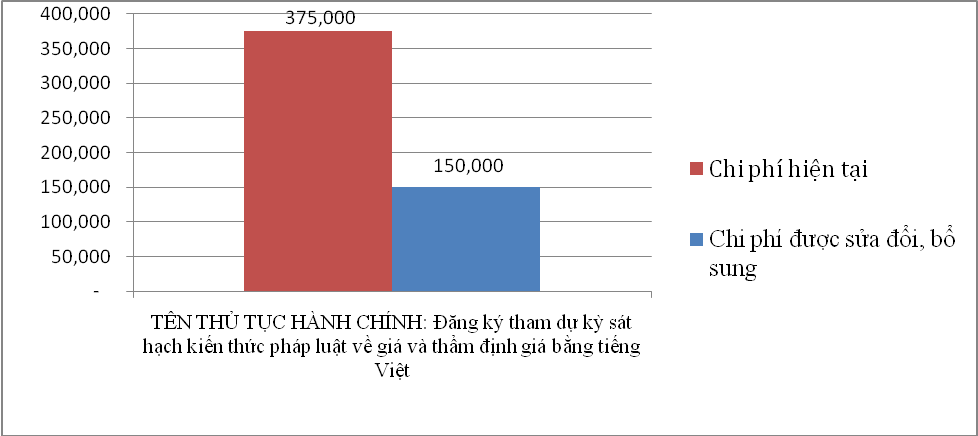 400,000
350,000
300,000
250,000
200,000
150,000
100,000
50,000
-
375,000
150,000
TÊN THỦ TỤC HÀNH CHÍNH: Đăng ký tham dự kỳ sát
hạch kiến thức pháp luật về giá và thẩm định giá bằng tiếng
Việt
Chi phí hiện tại
Chi phí được sửa đổi, bổ
sung